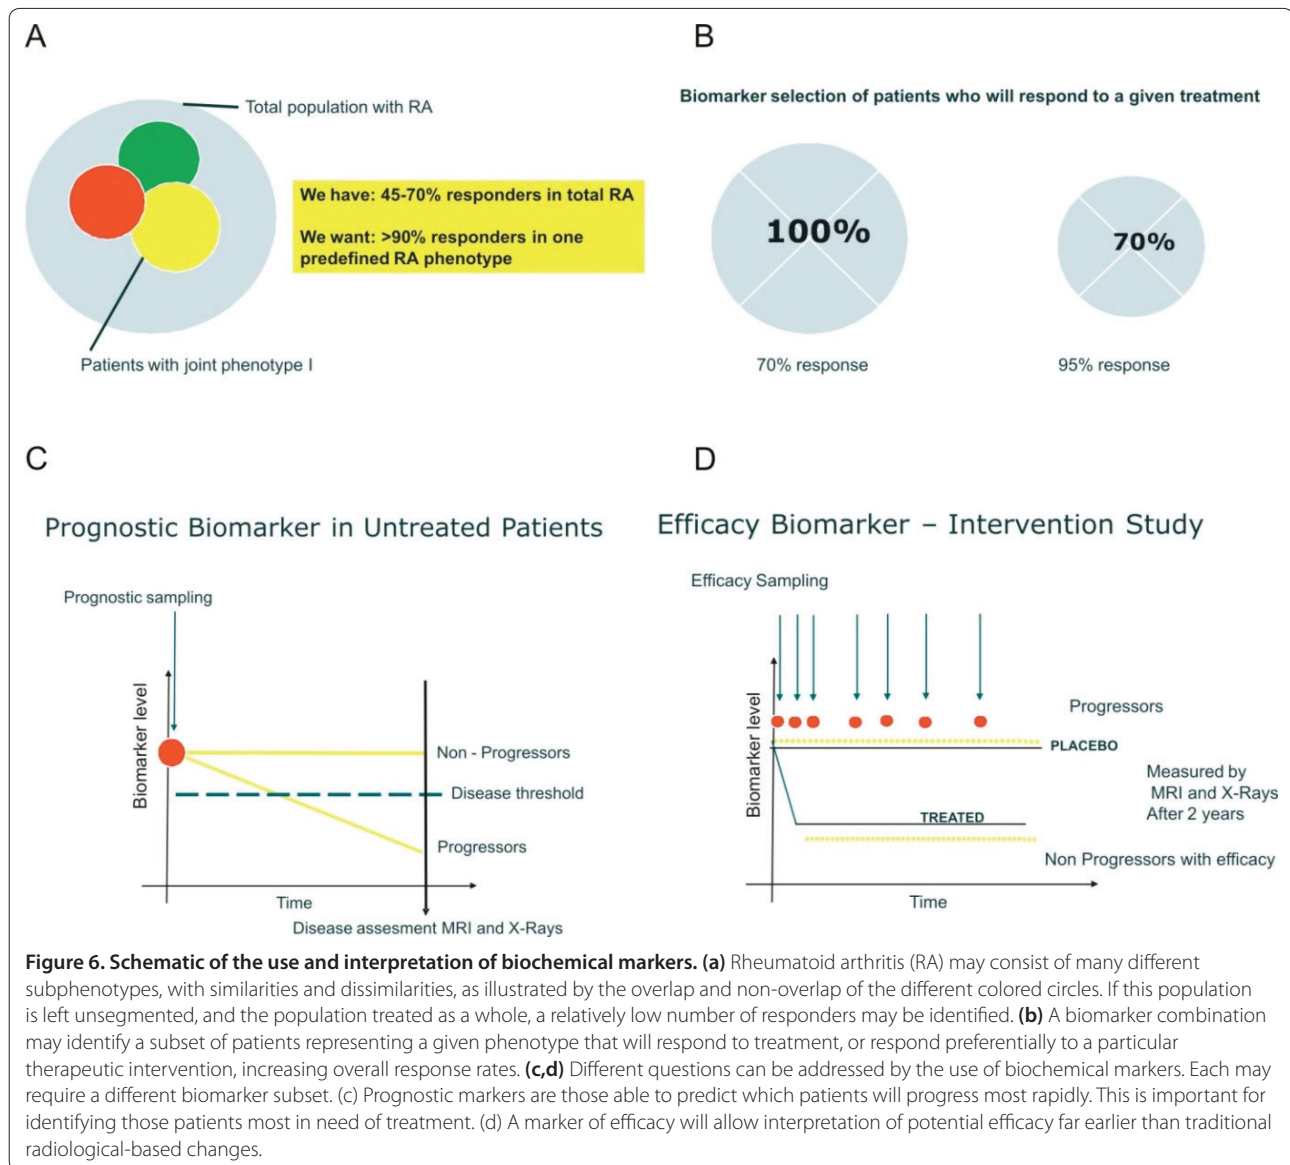 A
Total population with RA
We have: 45-70% responders in total RA
We want: >90% responders in one
predefined RA phenotype
Patients with joint phenotype I
B
Biomarker selection of patients who will respond to a given treatment
100%
70%
70% response
95% response
C
Prognostic Biomarker in Untreated Patients
Prognostic sampling
Biomarker level
Non - Progressors
Disease threshold
Progressors
Time
Disease assesment MRI and X-Rays
D
Efficacy Biomarker – Intervention Study
Efficacy Sampling
Biomarker level
Progressors
PLACEBO
Measured by
MRI and X-Rays
After 2 years
TREATED
Non Progressors with efficacy
Time
Figure 6. Schematic of the use and interpretation of biochemical markers. (a) Rheumatoid arthritis (RA) may consist of many different
subphenotypes, with similarities and dissimilarities, as illustrated by the overlap and non-overlap of the different colored circles. If this population
is left unsegmented, and the population treated as a whole, a relatively low number of responders may be identified. (b) A biomarker combination
may identify a subset of patients representing a given phenotype that will respond to treatment, or respond preferentially to a particular
therapeutic intervention, increasing overall response rates. (c,d) Different questions can be addressed by the use of biochemical markers. Each may
require a different biomarker subset. (c) Prognostic markers are those able to predict which patients will progress most rapidly. This is important for
identifying those patients most in need of treatment. (d) A marker of efficacy will allow interpretation of potential efficacy far earlier than traditional
radiological-based changes.